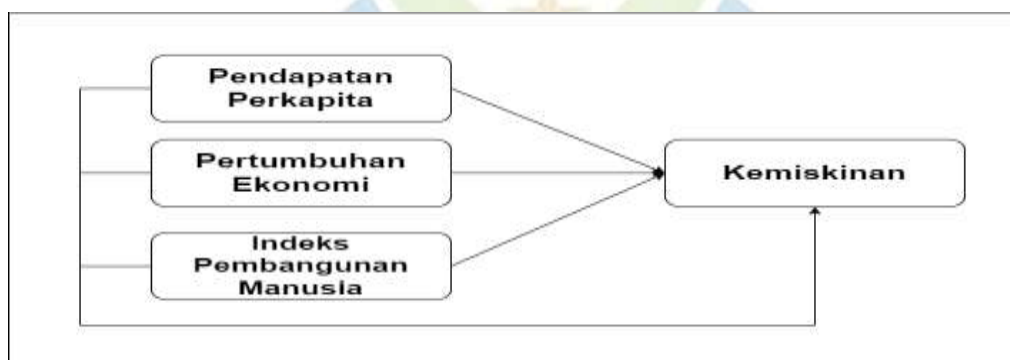 Pendapatan
Perkapita
Pertumbuhan
Ekonomi
Indeks
Pembangunan
Manusia
Kemiskinan